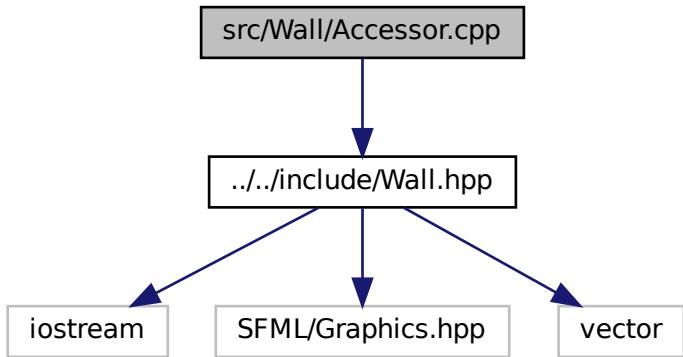 src/Wall/Accessor.cpp
../../include/Wall.hpp
iostream
SFML/Graphics.hpp
vector